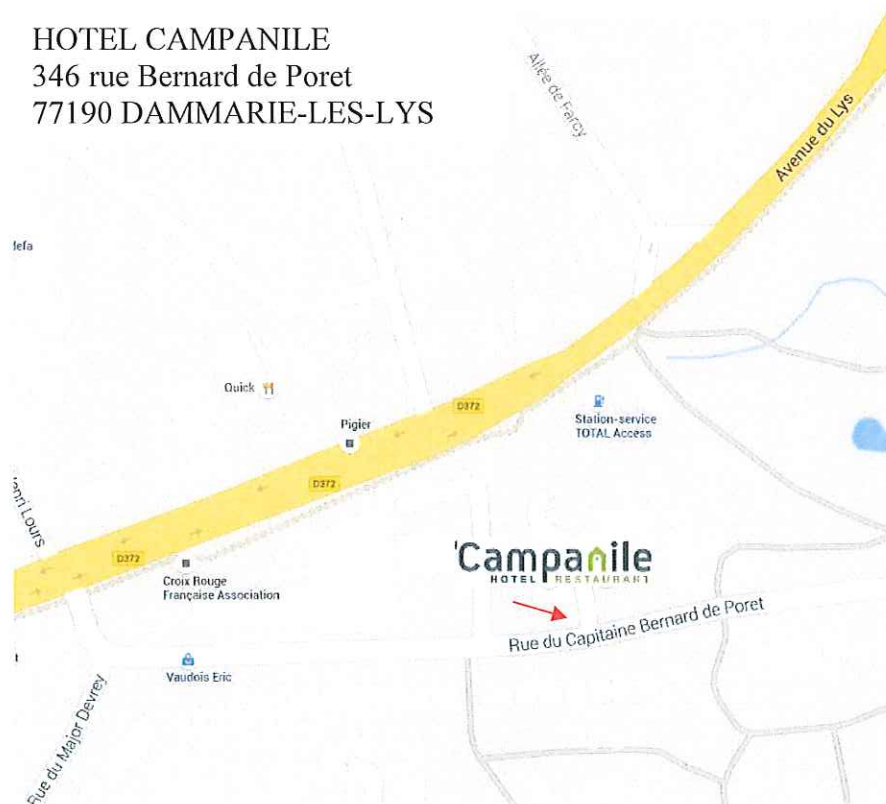 HOTEL CAMPANILE
346 rue Bernard de Poret
77190 DAMMARIE-LES-LYS
Allée de Farcy
Avenue du Lys
Quick
D372
Pigier
Station-service
TOTAL Access
D372
Henri Lours
D372
Croix Rouge
Française Association
Campanile
HOTEL RESTAURANT
Rue du Capitaine Bernard de Poret
Vaudois Eric
Rue du Major Devrey